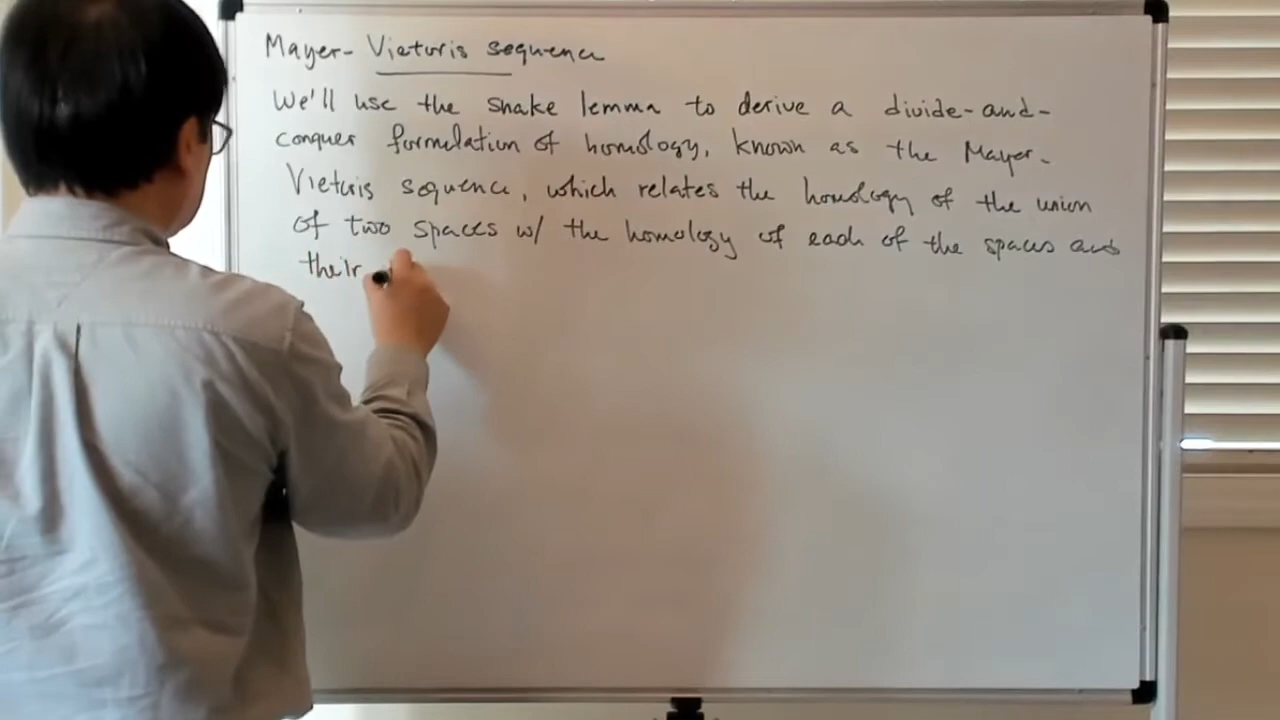 Mayer-Vietoris sequence
We'll use the snake lemma to derive a divide-and-
conquer formulation of homology, known as the Mayer-
Vietoris sequence, which relates the homology of the union
of two spaces w/ the homology of each of the spaces and
their